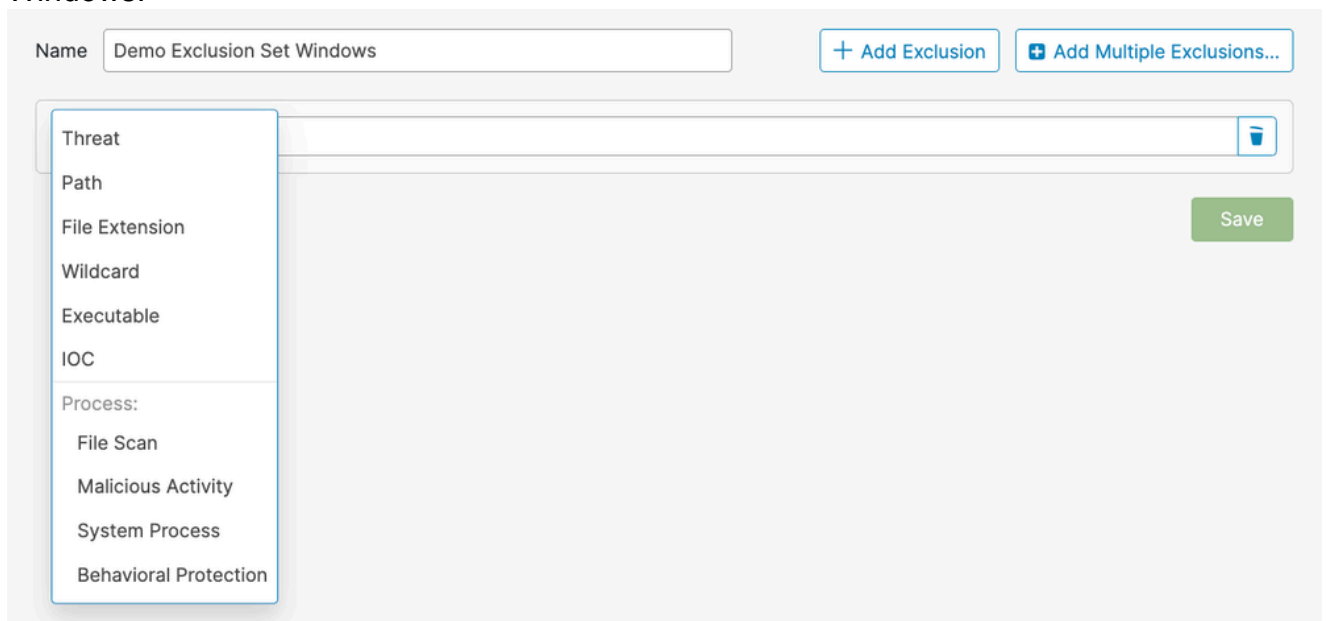 Name Demo Exclusion Set Windows + Add Exclusion Add Multiple Exclusions...
Threat
Path
File Extension
Save
Wildcard
Executable
IOC
Process:
File Scan
Malicious Activity
System Process
Behavioral Protection